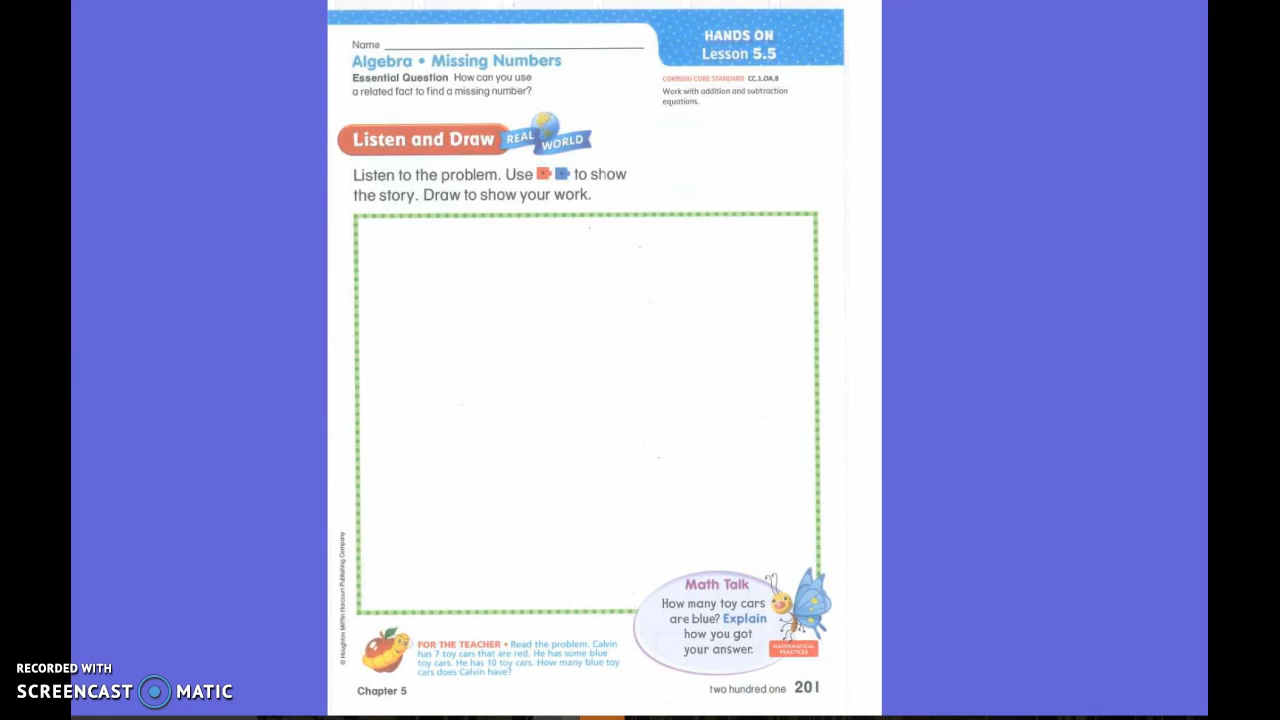 Name
HANDS ON
Lesson 5.5
Algebra • Missing Numbers
Essential Question How can you use
a related fact to find a missing number?
COMMON CORE STANDARD CC.1.OA.8
Work with addition and subtraction
equations.
Listen and Draw
REAL WORLD
Listen to the problem. Use to show
the story. Draw to show your work.
Math Talk
How many toy cars
are blue? Explain
how you got
your answer.
MATHEMATICAL
PRACTICES
© Houghton Mifflin Harcourt Publishing Company
FOR THE TEACHER • Read the problem. Calvin
has 7 toy cars that are red. He has some blue
toy cars. He has 10 toy cars. How many blue toy
cars does Calvin have?
Chapter 5
two hundred one 201
RECORDED WITH
SCREENCAST MATIC